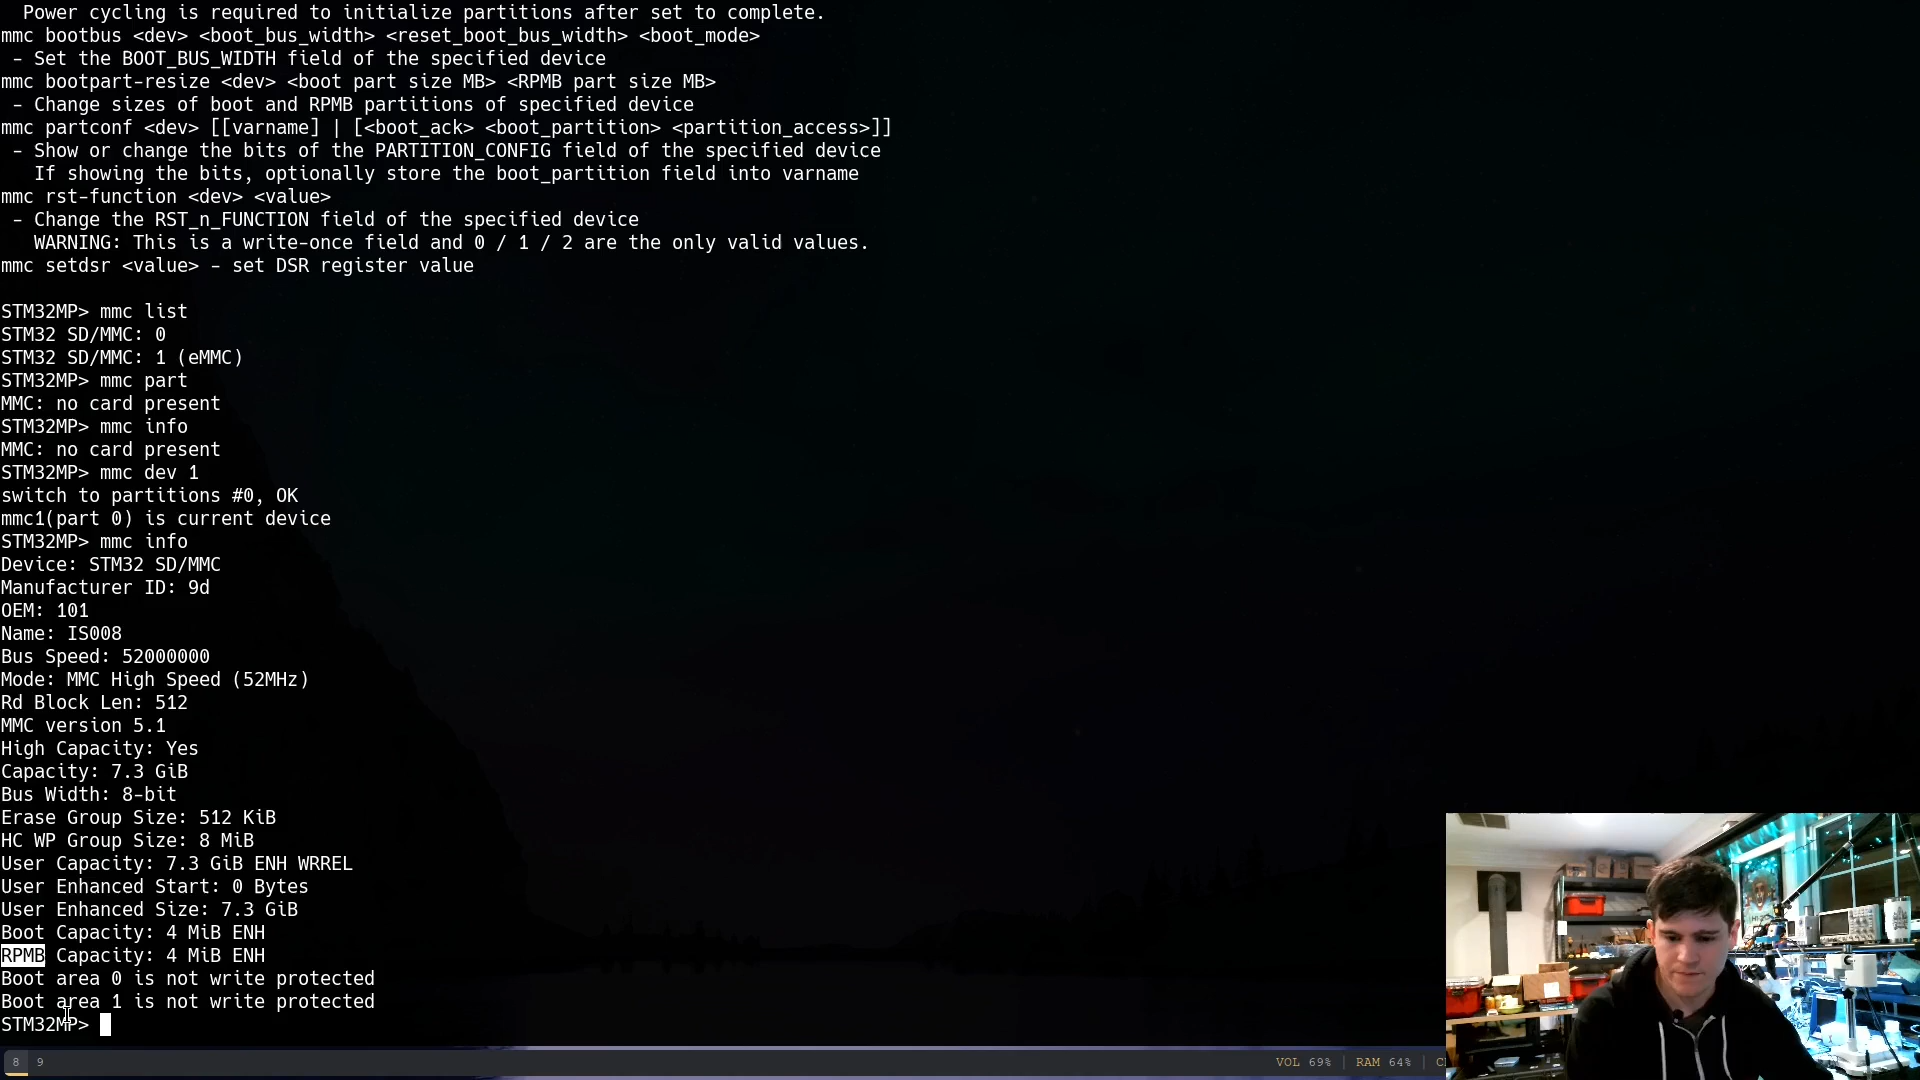 Power cycling is required to initialize partitions after set to complete.
mmc bootbus <dev> <boot_bus_width> <reset_boot_bus_width> <boot_mode>
 - Set the BOOT_BUS_WIDTH field of the specified device
mmc bootpart-resize <dev> <boot part size MB> <RPMB part size MB>
 - Change sizes of boot and RPMB partitions of specified device
mmc partconf <dev> [[varname] | [<boot_ack> <boot_partition> <partition_access>]]
 - Show or change the bits of the PARTITION_CONFIG field of the specified device
   If showing the bits, optionally store the boot_partition field into varname
mmc rst-function <dev> <value>
 - Change the RST_n_FUNCTION field of the specified device
   WARNING: This is a write-once field and 0 / 1 / 2 are the only valid values.
mmc setdsr <value> - set DSR register value
STM32MP> mmc list
STM32 SD/MMC: 0
STM32 SD/MMC: 1 (eMMC)
STM32MP> mmc part
MMC: no card present
STM32MP> mmc info
MMC: no card present
STM32MP> mmc dev 1
switch to partitions #0, OK
mmc1(part 0) is current device
STM32MP> mmc info
Device: STM32 SD/MMC
Manufacturer ID: 9d
OEM: 101
Name: IS008
Bus Speed: 52000000
Mode: MMC High Speed (52MHz)
Rd Block Len: 512
MMC version 5.1
High Capacity: Yes
Capacity: 7.3 GiB
Bus Width: 8-bit
Erase Group Size: 512 KiB
HC WP Group Size: 8 MiB
User Capacity: 7.3 GiB ENH WRREL
User Enhanced Start: 0 Bytes
User Enhanced Size: 7.3 GiB
Boot Capacity: 4 MiB ENH
RPMB Capacity: 4 MiB ENH
Boot area 0 is not write protected
Boot area 1 is not write protected
STM32MP>
8 9 VOL 69% | RAM 64% | C